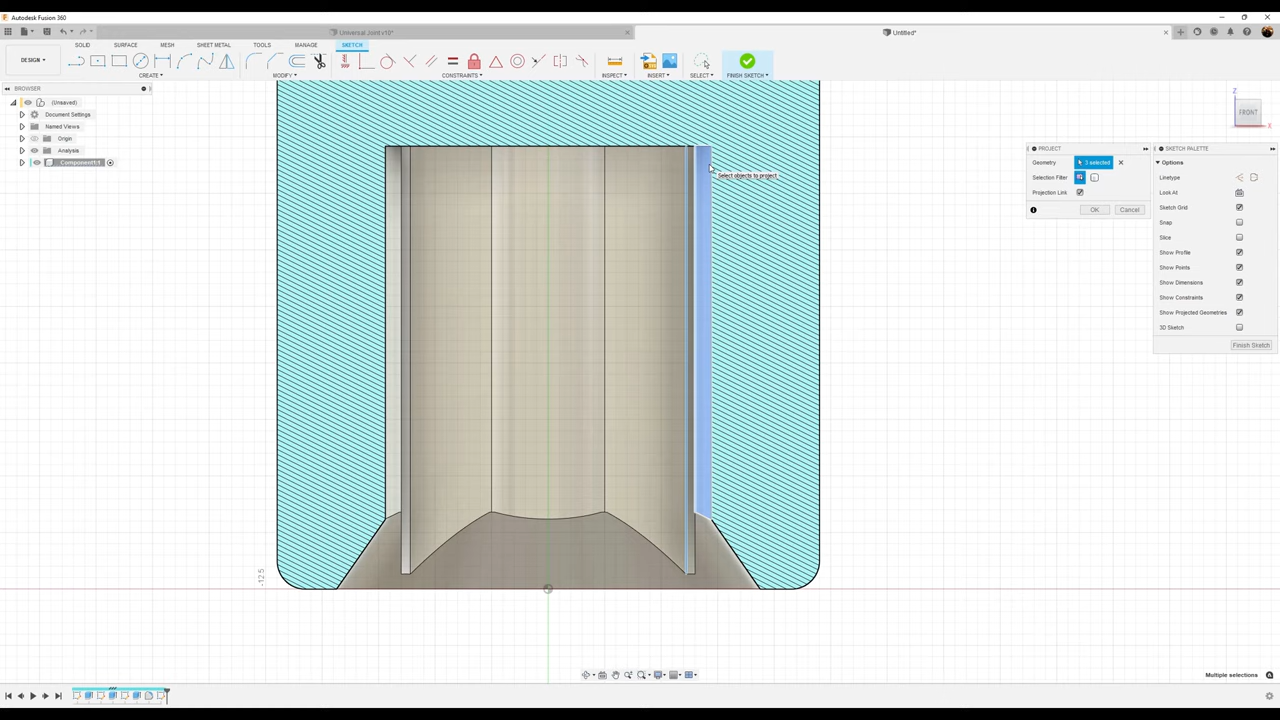 Autodesk Fusion 360
Universal Joint v10*
Untitled*
DESIGN
SOLID SURFACE MESH SHEET METAL TOOLS MANAGE SKETCH
CREATE MODIFY CONSTRAINTS INSPECT INSERT SELECT FINISH SKETCH
BROWSER
(Unsaved)
Document Settings
Named Views
Origin
Analysis
Component1:1
Z
FRONT
X
PROJECT
Geometry 3 selected
Selection Filter
Projection Link
OK Cancel
SKETCH PALETTE
Options
Linetype
Look At
Sketch Grid
Snap
Slice
Show Profile
Show Points
Show Dimensions
Show Constraints
Show Projected Geometries
3D Sketch
Finish Sketch
Select objects to project
-12.5
Multiple selections